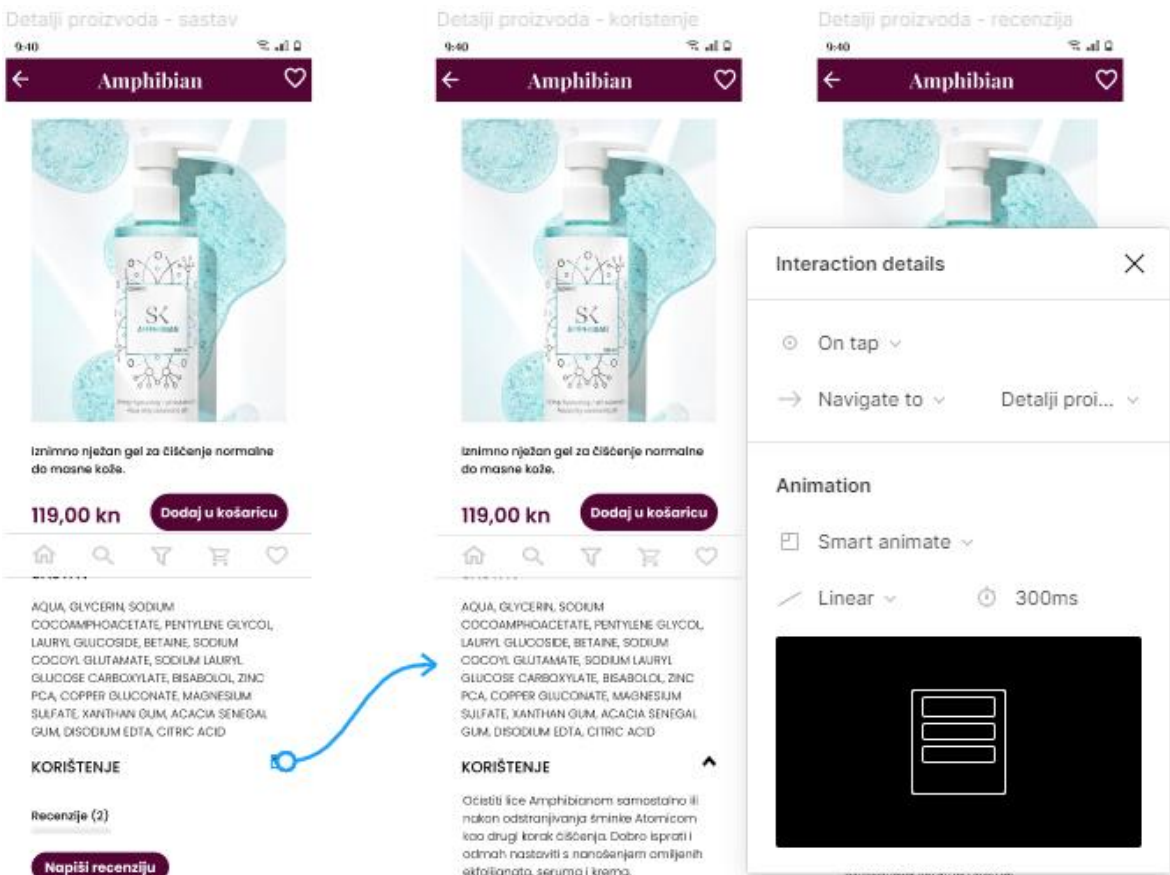 Detalji proizvoda - sastav
9:40
Amphibian
SK
AMPHIBIAN
Iznimno nježan gel za čišćenje normalne
do masne kože.
119,00 kn
Dodaj u košaricu
AQUA, GLYCERIN, SODIUM
COCOAMPHOACETATE, PENTYLENE GLYCOL,
LAURYL GLUCOSIDE, BETAINE, SODIUM
COCOYL GLUTAMATE, SODIUM LAURYL
GLUCOSE CARBOXYLATE, BISABOLOL, ZINC
PCA, COPPER GLUCONATE, MAGNESIUM
SULFATE, XANTHAN GUM, ACACIA SENEGAL
GUM, DISODIUM EDTA, CITRIC ACID
KORIŠTENJE
Recenzije (2)
Napiši recenziju
Detalji proizvoda - koristenje
9:40
Amphibian
SK
AMPHIBIAN
Iznimno nježan gel za čišćenje normalne
do masne kože.
119,00 kn
Dodaj u košaricu
AQUA, GLYCERIN, SODIUM
COCOAMPHOACETATE, PENTYLENE GLYCOL,
LAURYL GLUCOSIDE, BETAINE, SODIUM
COCOYL GLUTAMATE, SODIUM LAURYL
GLUCOSE CARBOXYLATE, BISABOLOL, ZINC
PCA, COPPER GLUCONATE, MAGNESIUM
SULFATE, XANTHAN GUM, ACACIA SENEGAL
GUM, DISODIUM EDTA, CITRIC ACID
KORIŠTENJE
Očistiti lice Amphibianom samostalno ili
nakon odstranjivanja šminke Atomicom
kao drugi korak čišćenja. Dobro isprati i
odmah nastaviti s nanošenjem omiljenih
eksfolijanata, seruma i krema.
Detalji proizvoda - recenzija
9:40
Amphibian
Interaction details
On tap
Navigate to
Detalji proi...
Animation
Smart animate
Linear
300ms